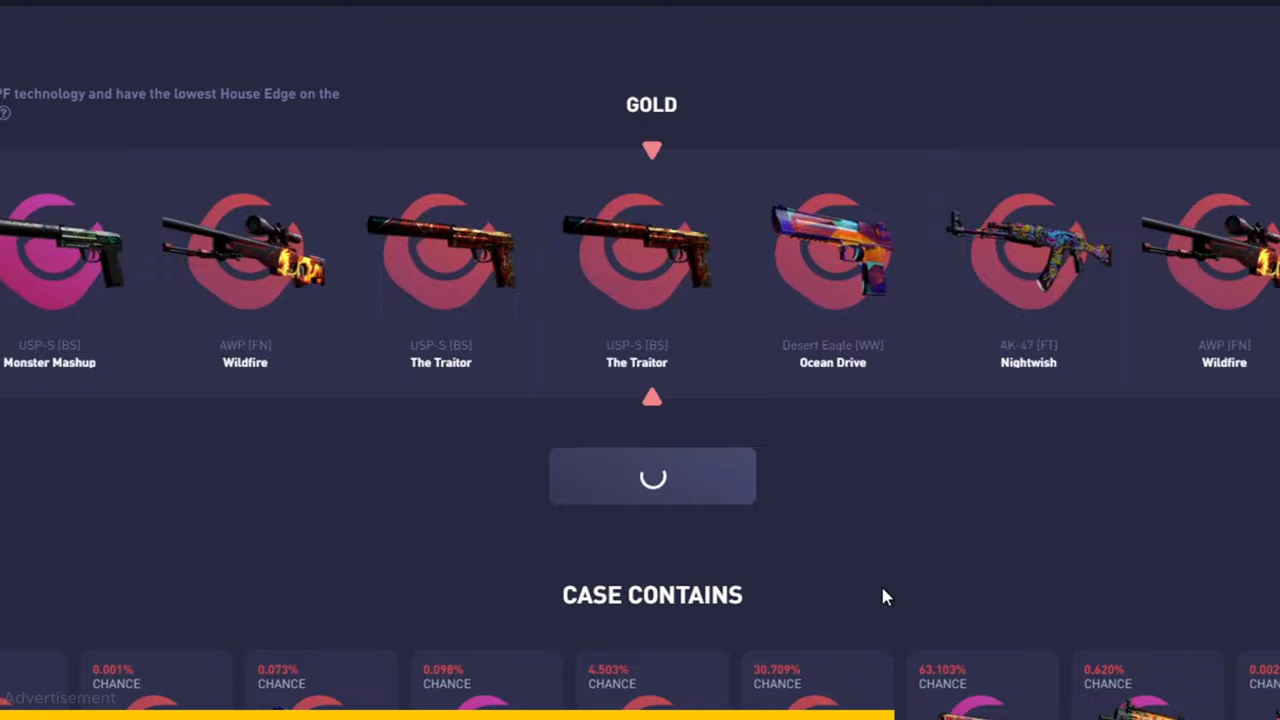 PF technology and have the lowest House Edge on the
?
GOLD
USP-S [BS]
Monster Mashup
AWP [FN]
Wildfire
USP-S [BS]
The Traitor
USP-S [BS]
The Traitor
Desert Eagle [WW]
Ocean Drive
AK-47 [FT]
Nightwish
AWP [FN]
Wildfire
CASE CONTAINS
0.001%
CHANCE
0.073%
CHANCE
0.098%
CHANCE
4.503%
CHANCE
30.709%
CHANCE
63.103%
CHANCE
0.620%
CHANCE
0.002
CHAN
Advertisement